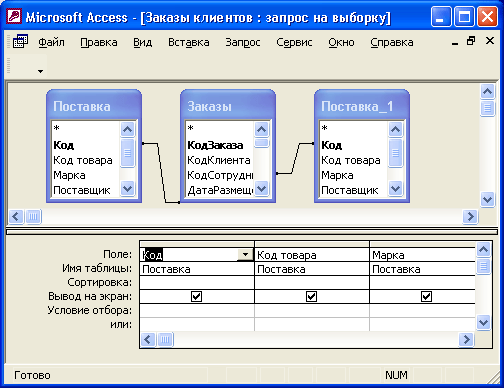 Microsoft Access - [Заказы клиентов : запрос на выборку]
Файл Правка Вид Вставка Запрос Сервис Окно Справка
Поставка Заказы Поставка_1
* * *
Код КодЗаказа Код
Код товара КодКлиента Код товара
Марка КодСотрудн Марка
Поставщик ДатаРазмеще Поставщик
Поле: Код Код товара Марка
Имя таблицы: Поставка Поставка Поставка
Сортировка:
Вывод на экран:
Условие отбора:
или:
Готово NUM